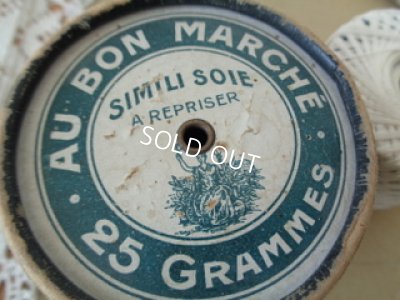 AU BON MARCHÉ
SIMILI SOIE
A REPRISER
SOLD OUT
25 GRAMMES